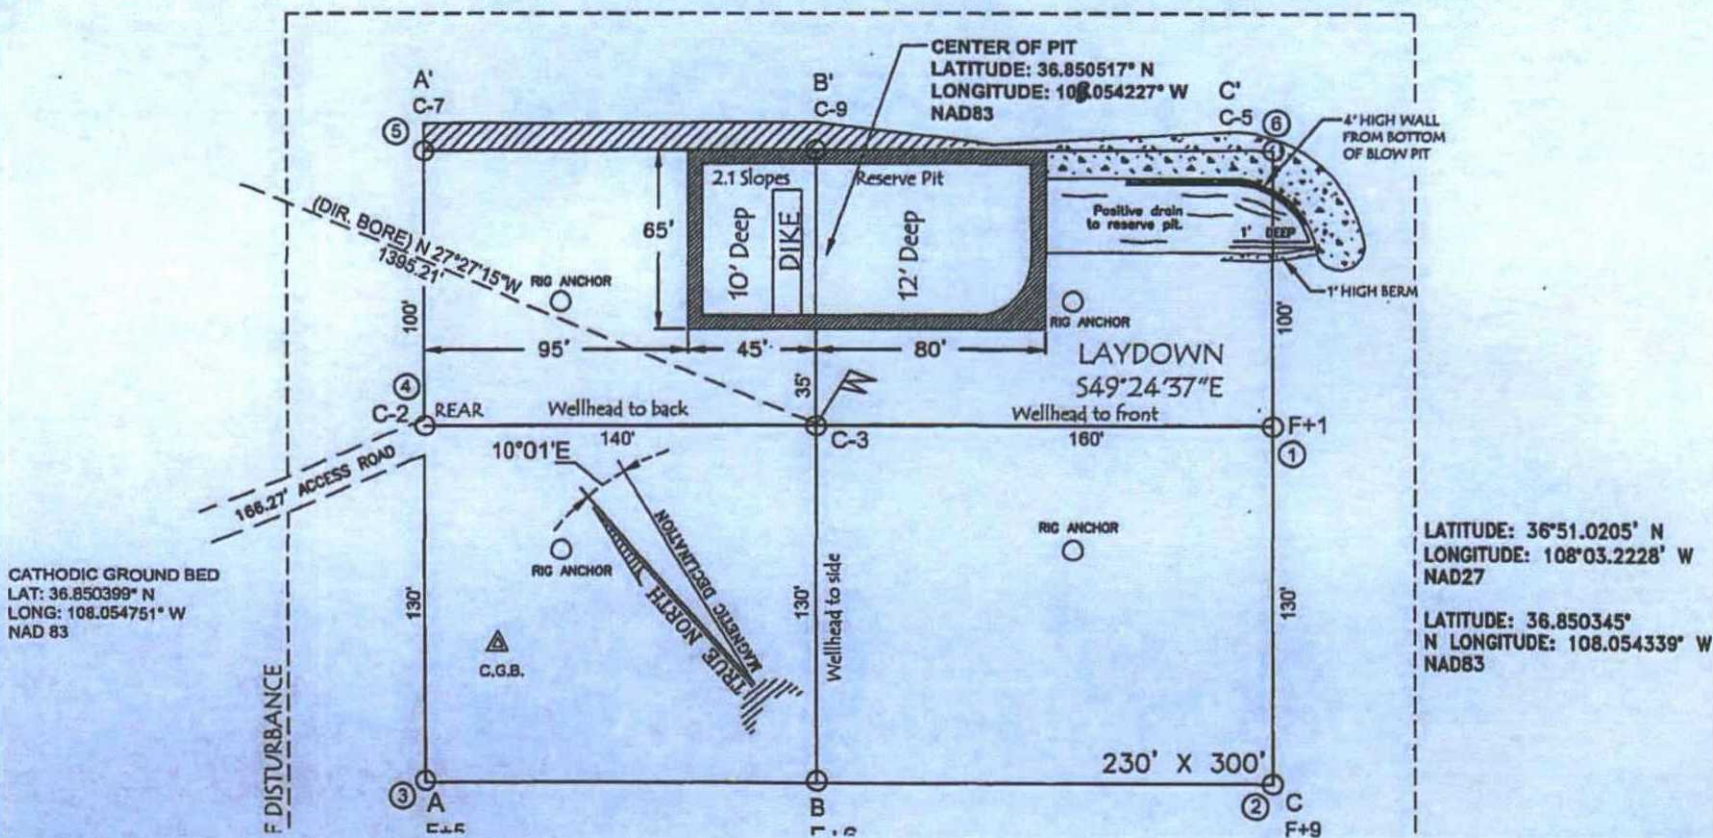 CENTER OF PIT
LATITUDE: 36.850517° N
LONGITUDE: 108.054227° W
NAD83
A'
C-7
B'
C-9
C'
C-5
5
6
4' HIGH WALL
FROM BOTTOM
OF BLOW PIT
2.1 Slopes
Reserve Pit
65'
10' Deep
DIKE
12' Deep
Positive drain
to reserve pit.
1' DEEP
1' HIGH BERM
(DIR. BORE) N 27°27'15"W
1395.21'
RIG ANCHOR
RIG ANCHOR
100'
100'
95'
45'
80'
35'
LAYDOWN
S49°24'37"E
4
C-2
REAR
Wellhead to back
140'
C-3
Wellhead to front
160'
F+1
1
10°01'E
166.27' ACCESS ROAD
MAGNETIC DECLINATION
TRUE NORTH
RIG ANCHOR
RIG ANCHOR
CATHODIC GROUND BED
LAT: 36.850399° N
LONG: 108.054751° W
NAD 83
130'
130'
Wellhead to side
130'
C.G.B.
LATITUDE: 36°51.0205' N
LONGITUDE: 108°03.2228' W
NAD27
LATITUDE: 36.850345°
N LONGITUDE: 108.054339° W
NAD83
F DISTURBANCE
230' X 300'
3
A
B
2
C
F+9